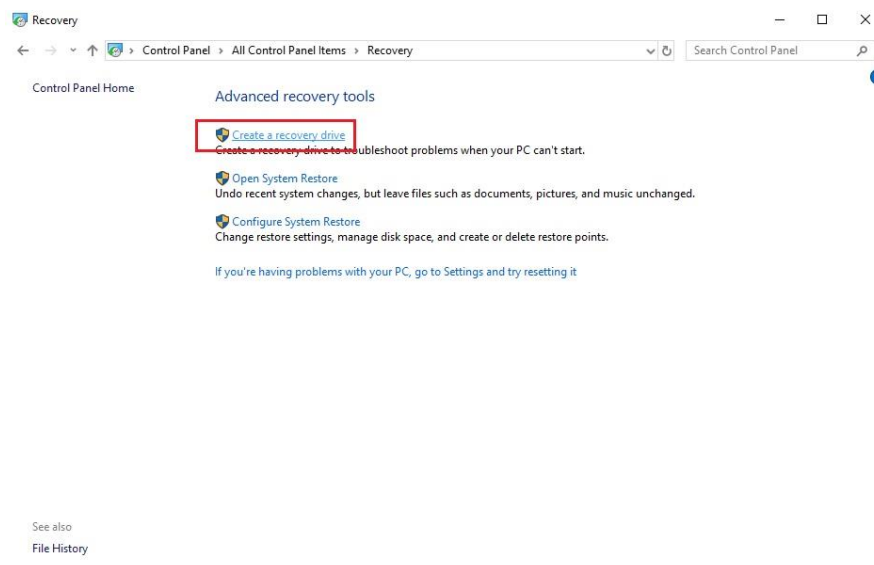 Recovery
Control Panel > All Control Panel Items > Recovery
Search Control Panel
Control Panel Home
Advanced recovery tools
Create a recovery drive
Create a recovery drive to troubleshoot problems when your PC can't start.
Open System Restore
Undo recent system changes, but leave files such as documents, pictures, and music unchanged.
Configure System Restore
Change restore settings, manage disk space, and create or delete restore points.
If you're having problems with your PC, go to Settings and try resetting it
See also
File History